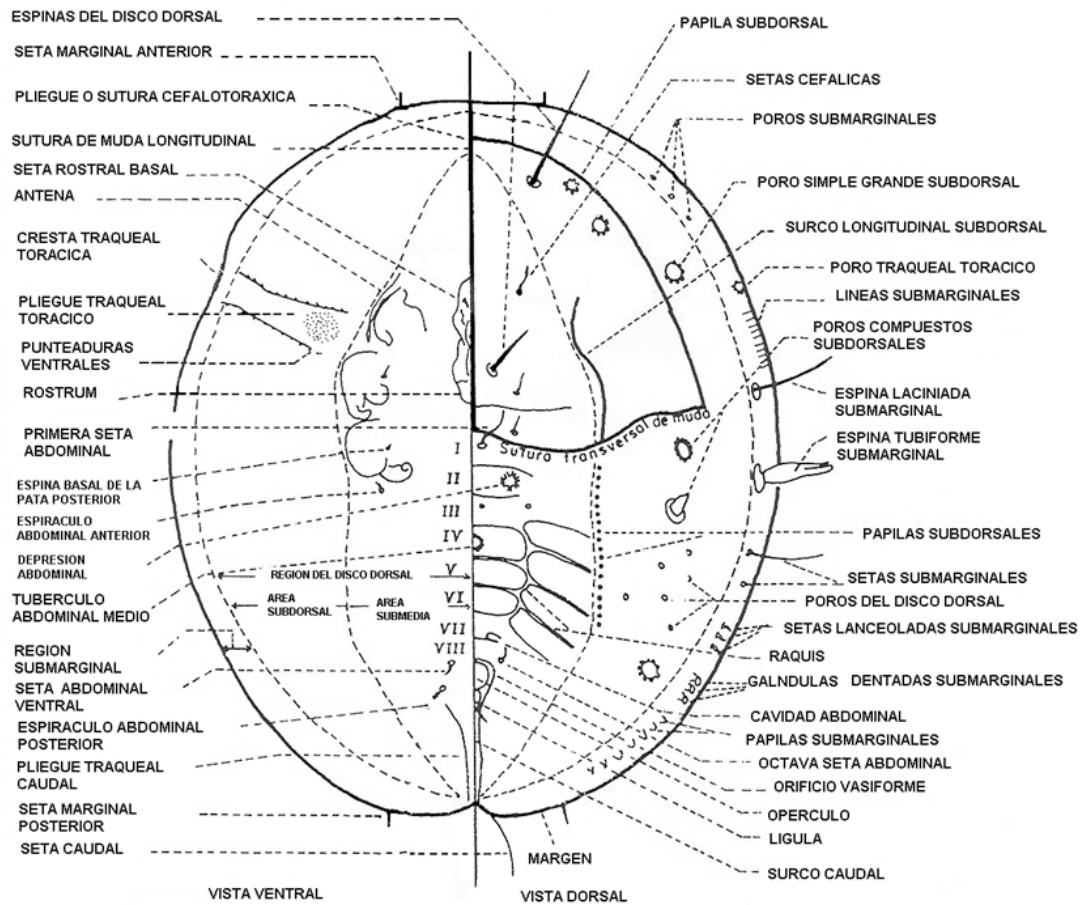 ESPINAS DEL DISCO DORSAL
SETA MARGINAL ANTERIOR
PLIEGUE O SUTURA CEFALOTORAXICA
SUTURA DE MUDA LONGITUDINAL
SETA ROSTRAL BASAL
ANTENA
CRESTA TRAQUEAL
TORACICA
PLIEGUE TRAQUEAL
TORACICO
PUNTEADURAS
VENTRALES
ROSTRUM
PRIMERA SETA
ABDOMINAL
ESPINA BASAL DE LA
PATA POSTERIOR
ESPIRACULO
ABDOMINAL ANTERIOR
DEPRESION
ABDOMINAL
TUBERCULO
ABDOMINAL MEDIO
REGION
SUBMARGINAL
SETA ABDOMINAL
VENTRAL
ESPIRACULO ABDOMINAL
POSTERIOR
PLIEGUE TRAQUEAL
CAUDAL
SETA MARGINAL
POSTERIOR
SETA CAUDAL
VISTA VENTRAL
I
II
III
IV
V
VI
VII
VIII
REGION DEL DISCO DORSAL
AREA
SUBDORSAL
AREA
SUBMEDIA
Sutura transversal de muda
PAPILA SUBDORSAL
SETAS CEFALICAS
POROS SUBMARGINALES
PORO SIMPLE GRANDE SUBDORSAL
SURCO LONGITUDINAL SUBDORSAL
PORO TRAQUEAL TORACICO
LINEAS SUBMARGINALES
POROS COMPUESTOS
SUBDORSALES
ESPINA LACINIADA
SUBMARGINAL
ESPINA TUBIFORME
SUBMARGINAL
PAPILAS SUBDORSALES
SETAS SUBMARGINALES
POROS DEL DISCO DORSAL
SETAS LANCEOLADAS SUBMARGINALES
RAQUIS
GALNDULAS DENTADAS SUBMARGINALES
CAVIDAD ABDOMINAL
PAPILAS SUBMARGINALES
OCTAVA SETA ABDOMINAL
ORIFICIO VASIFORME
OPERCULO
LIGULA
SURCO CAUDAL
MARGEN
VISTA DORSAL